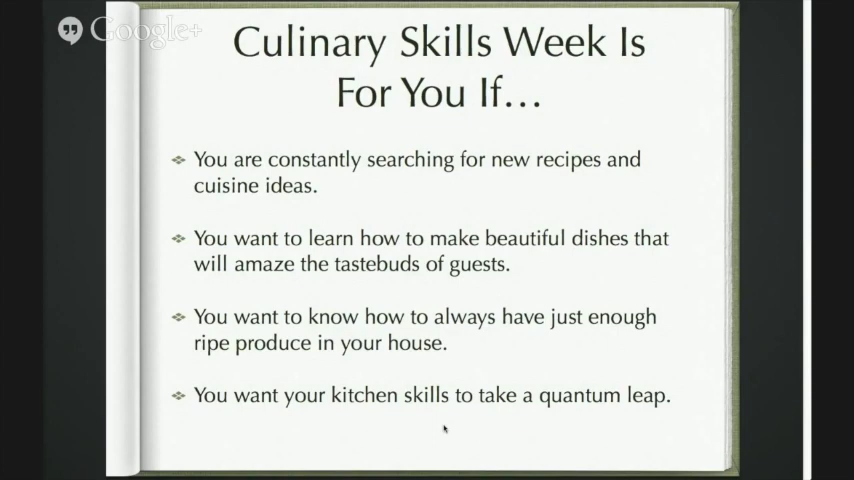 Google+
Culinary Skills Week Is
For You If…
You are constantly searching for new recipes and
cuisine ideas.
You want to learn how to make beautiful dishes that
will amaze the tastebuds of guests.
You want to know how to always have just enough
ripe produce in your house.
You want your kitchen skills to take a quantum leap.